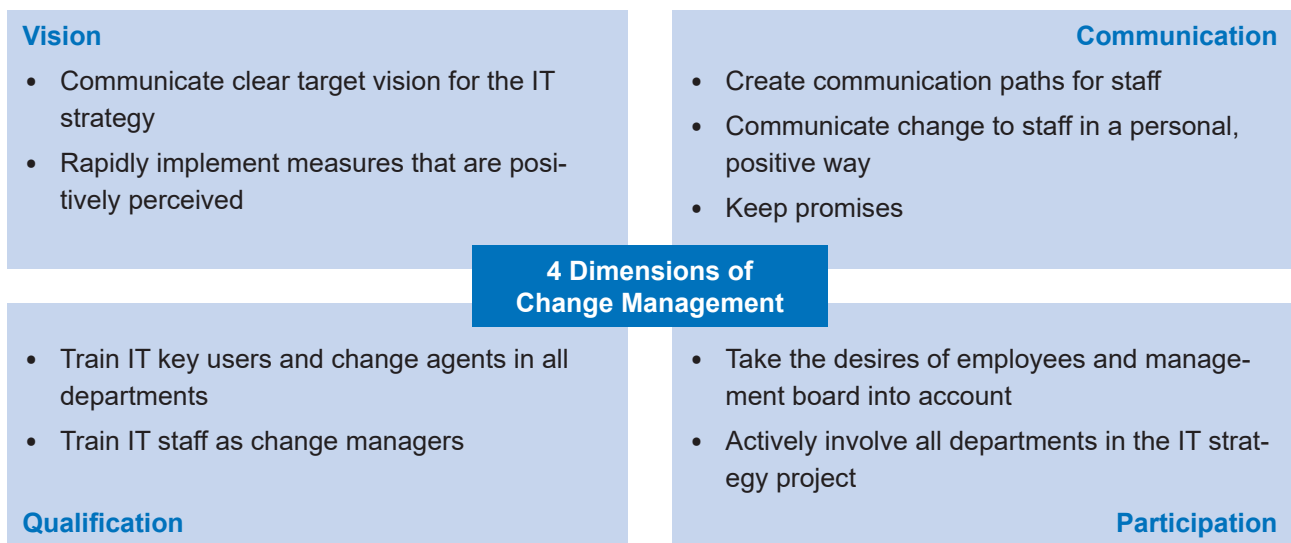 Vision
• Communicate clear target vision for the IT
strategy
• Rapidly implement measures that are posi-
tively perceived
Communication
• Create communication paths for staff
• Communicate change to staff in a personal,
positive way
• Keep promises
4 Dimensions of
Change Management
• Train IT key users and change agents in all
departments
• Train IT staff as change managers
Qualification
• Take the desires of employees and manage-
ment board into account
• Actively involve all departments in the IT strat-
egy project
Participation